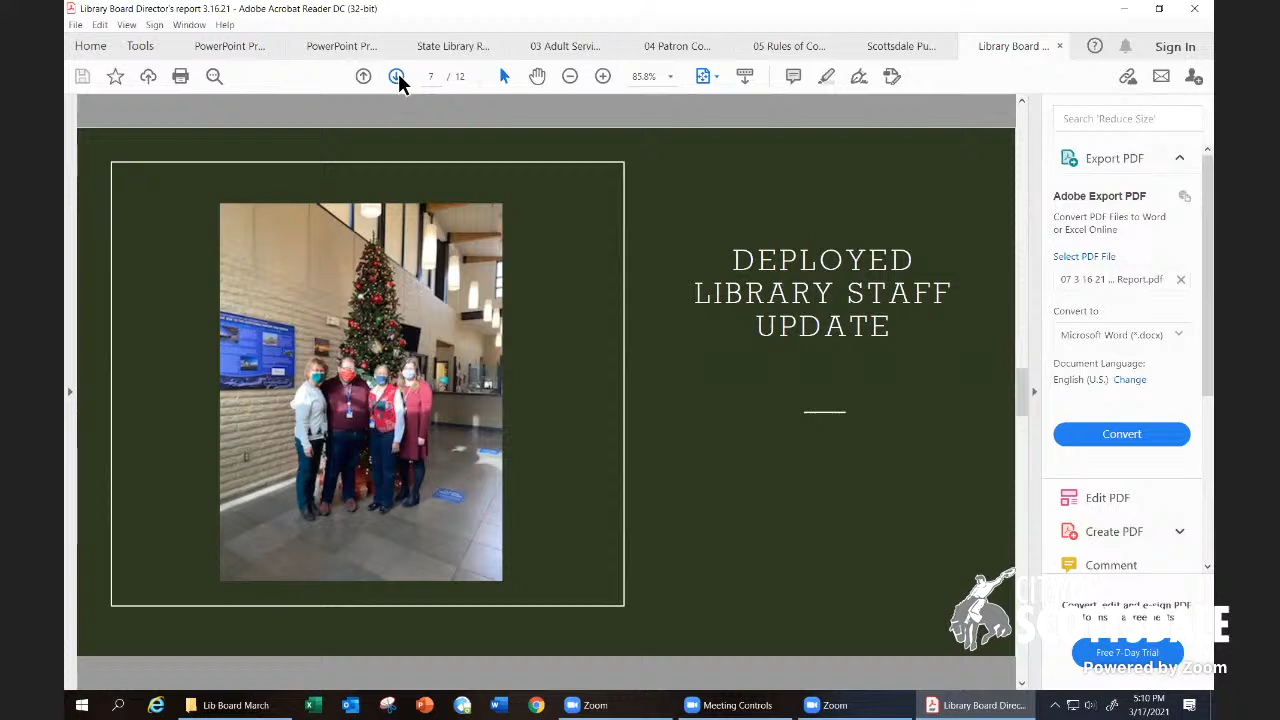 Library Board Director's report 3.16.21 - Adobe Acrobat Reader DC (32-bit)
File Edit View Sign Window Help
Home Tools PowerPoint Pr... PowerPoint Pr... State Library R... 03 Adult Servi... 04 Patron Co... 05 Rules of Co... Scottsdale Pu... Library Board ... × Sign In
7 / 12 85.8%
Search 'Reduce Size'
Export PDF
Adobe Export PDF
Convert PDF Files to Word
or Excel Online
Select PDF File
07 3 16 21 ... Report.pdf
Convert to
Microsoft Word (*.docx)
Document Language:
English (U.S.) Change
Convert
Edit PDF
Create PDF
Comment
Convert, edit and e-sign PDF
Free 7-Day Trial
DEPLOYED
LIBRARY STAFF
UPDATE
SCOTTSDALE
Powered by Zoom
Lib Board March Zoom Meeting Controls Zoom Library Board Direc...
5:10 PM
3/17/2021